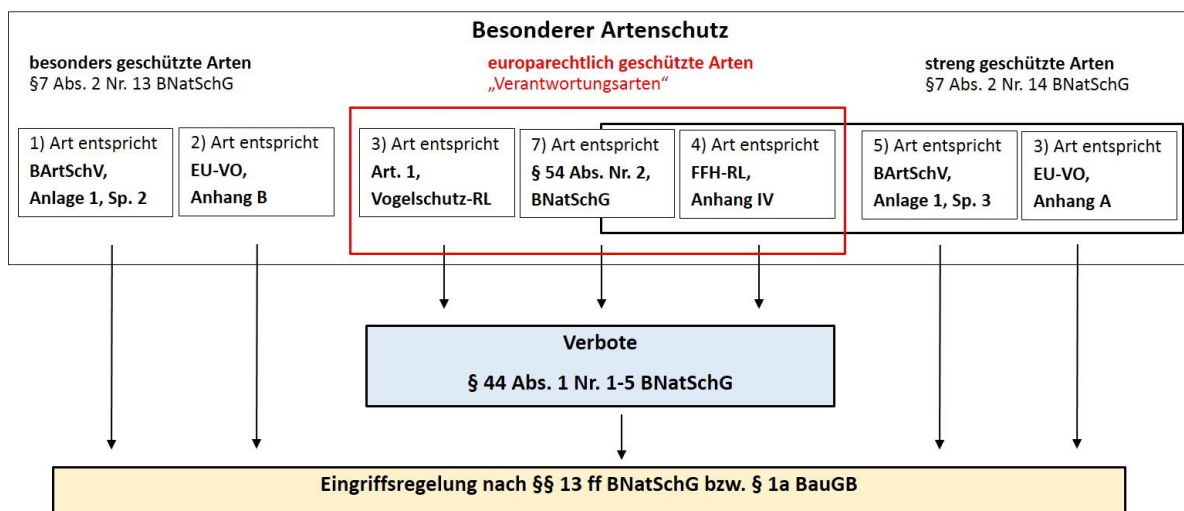 Besonderer Artenschutz
besonders geschützte Arten
§7 Abs. 2 Nr. 13 BNatSchG
europarechtlich geschützte Arten
„Verantwortungsarten“
streng geschützte Arten
§7 Abs. 2 Nr. 14 BNatSchG
1) Art entspricht
BArtSchV,
Anlage 1, Sp. 2
2) Art entspricht
EU-VO,
Anhang B
3) Art entspricht
Art. 1,
Vogelschutz-RL
7) Art entspricht
§ 54 Abs. Nr. 2,
BNatSchG
4) Art entspricht
FFH-RL,
Anhang IV
5) Art entspricht
BArtSchV,
Anlage 1, Sp. 3
3) Art entspricht
EU-VO,
Anhang A
Verbote
§ 44 Abs. 1 Nr. 1-5 BNatSchG
Eingriffsregelung nach §§ 13 ff BNatSchG bzw. § 1a BauGB